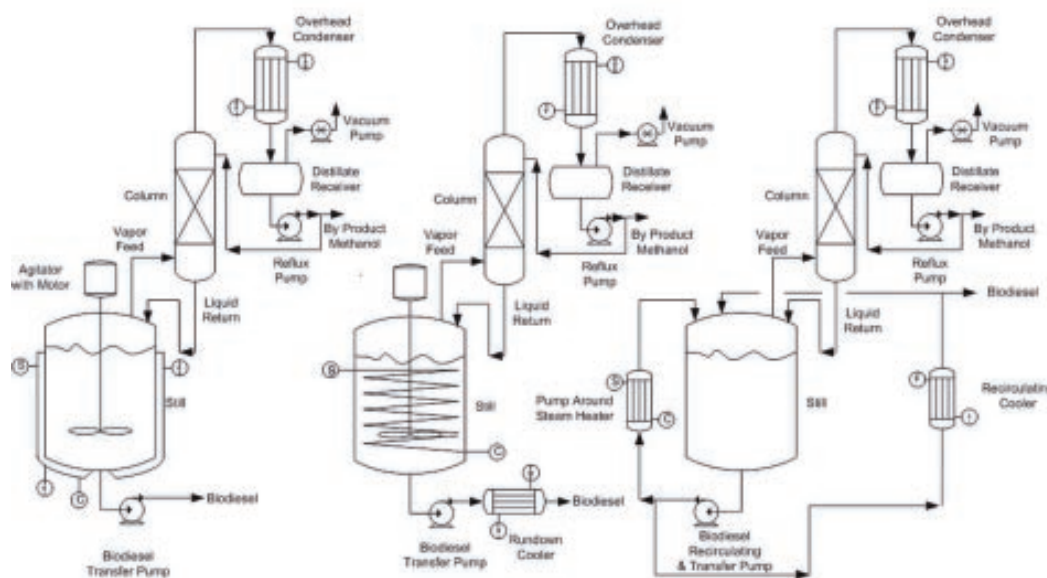 Overhead
Condenser
Vacuum
Pump
Distillate
Receiver
Column
By Product
Methanol
Vapor
Feed
Reflux
Pump
Agitator
with Motor
Liquid
Return
S
Still
C
Biodiesel
Biodiesel
Transfer Pump
Overhead
Condenser
Vacuum
Pump
Distillate
Receiver
Column
By Product
Methanol
Vapor
Feed
Reflux
Pump
Liquid
Return
S
Still
C
Biodiesel
Biodiesel
Transfer Pump
Rundown
Cooler
Overhead
Condenser
Vacuum
Pump
Distillate
Receiver
Column
By Product
Methanol
Vapor
Feed
Reflux
Pump
Biodiesel
Liquid
Return
S
Pump Around
Steam Heater
C
Still
Recirculating
Cooler
Biodiesel
Recirculating
& Transfer Pump